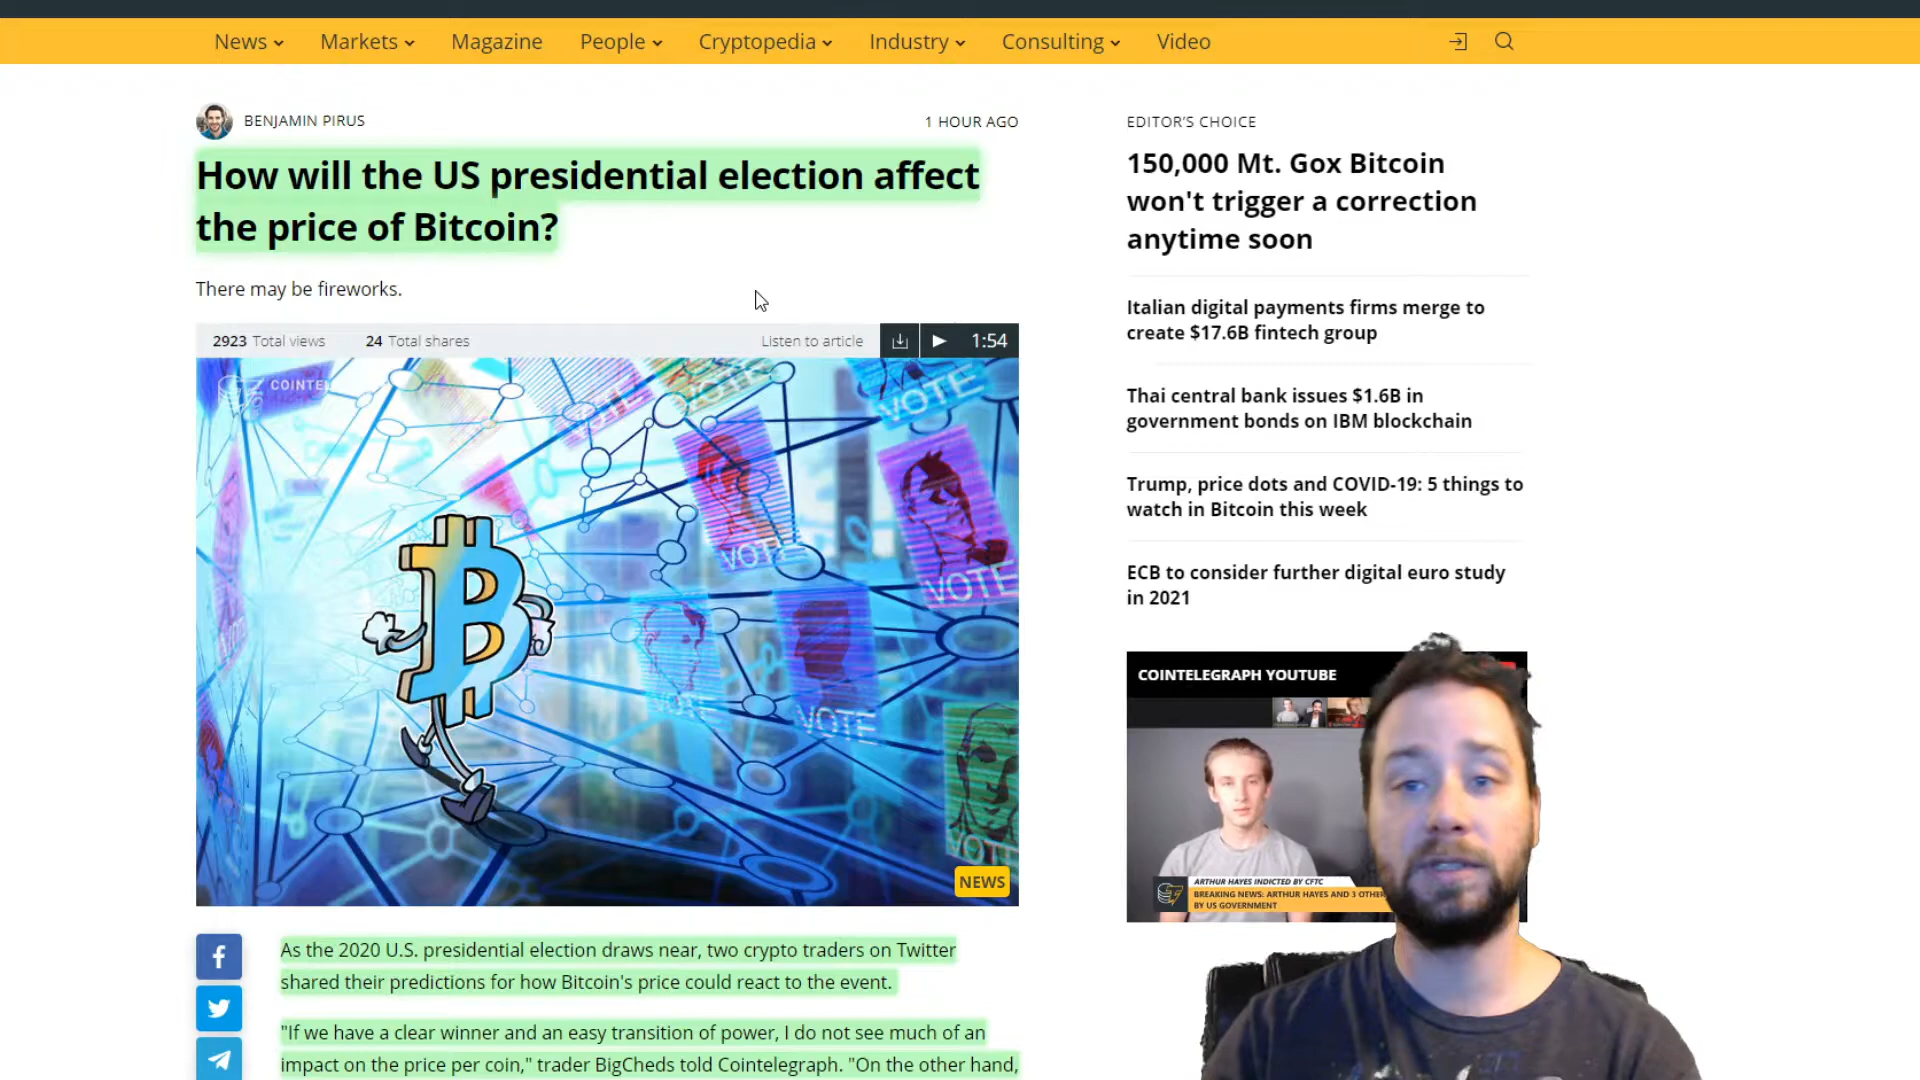 News Markets Magazine People Cryptopedia Industry Consulting Video
BENJAMIN PIRUS
1 HOUR AGO
How will the US presidential election affect
the price of Bitcoin?
There may be fireworks.
2923 Total views 24 Total shares Listen to article 1:54
COINTEL
VOTE
VOTE
VOTE
VOTE
VOTE
VOTE
NEWS
As the 2020 U.S. presidential election draws near, two crypto traders on Twitter
shared their predictions for how Bitcoin's price could react to the event.
"If we have a clear winner and an easy transition of power, I do not see much of an
impact on the price per coin," trader BigCheds told Cointelegraph. "On the other hand,
EDITOR'S CHOICE
150,000 Mt. Gox Bitcoin
won't trigger a correction
anytime soon
Italian digital payments firms merge to
create $17.6B fintech group
Thai central bank issues $1.6B in
government bonds on IBM blockchain
Trump, price dots and COVID-19: 5 things to
watch in Bitcoin this week
ECB to consider further digital euro study
in 2021
COINTELEGRAPH YOUTUBE
ARTHUR HAYES INDICTED BY CFTC
BREAKING NEWS: ARTHUR HAYES AND 3 OTHER
BY US GOVERNMENT